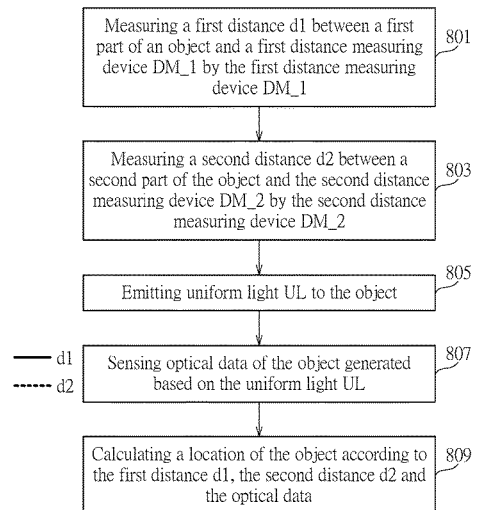 Measuring a first distance d1 between a first
part of an object and a first distance measuring
device DM_1 by the first distance measuring
device DM_1
801
Measuring a second distance d2 between a
second part of the object and the second distance
measuring device DM_2 by the second distance
measuring device DM_2
803
Emitting uniform light UL to the object
805
d1
d2
Sensing optical data of the object generated
based on the uniform light UL
807
Calculating a location of the object according to
the first distance d1, the second distance d2 and
the optical data
809